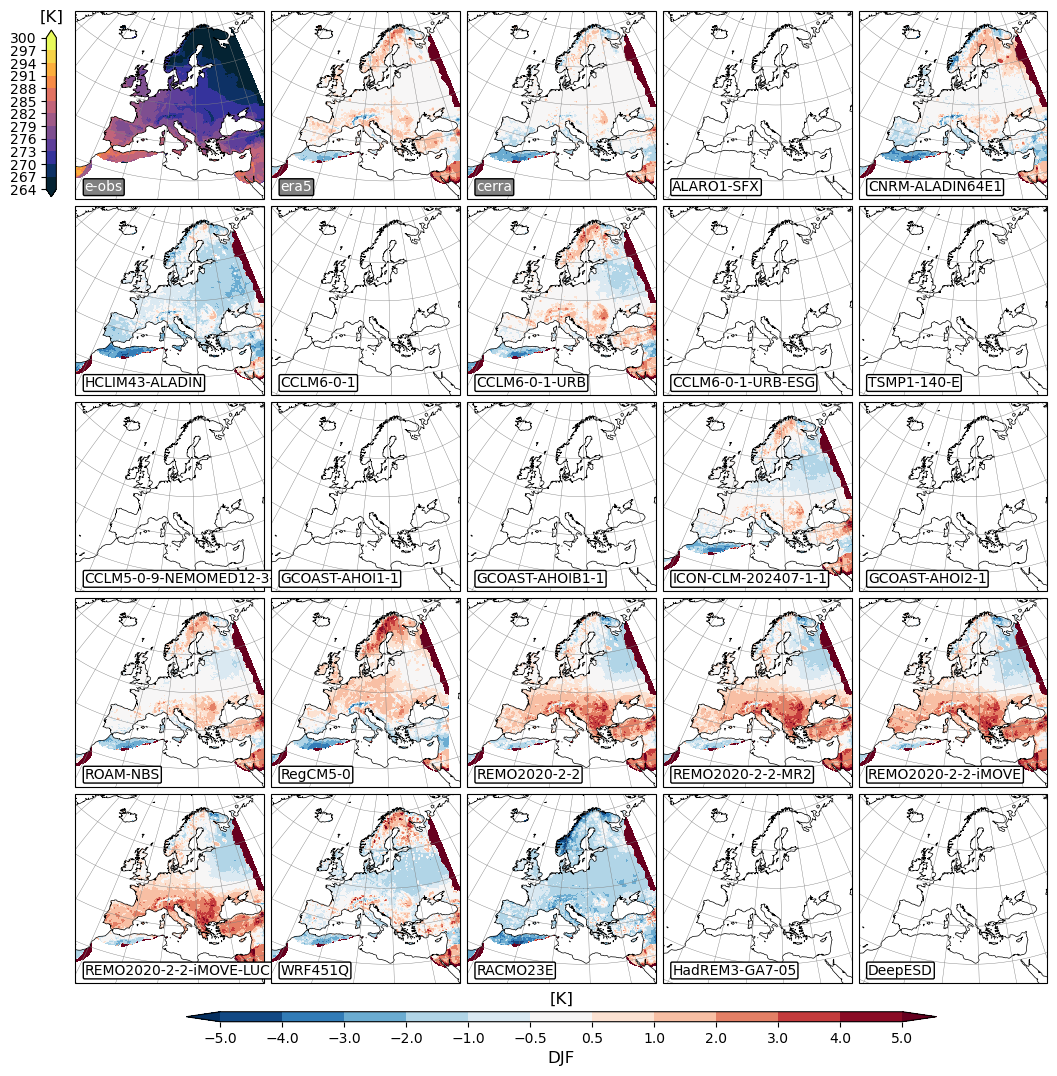 [K]
300
297
294
291
288
285
282
279
276
273
270
267
264
e-obs
era5
cerra
ALARO1-SFX
CNRM-ALADIN64E1
HCLIM43-ALADIN
CCLM6-0-1
CCLM6-0-1-URB
CCLM6-0-1-URB-ESG
TSMP1-140-E
CCLM5-0-9-NEMOMED12-3-
GCOAST-AHOI1-1
GCOAST-AHOIB1-1
ICON-CLM-202407-1-1
GCOAST-AHOI2-1
ROAM-NBS
RegCM5-0
REMO2020-2-2
REMO2020-2-2-MR2
REMO2020-2-2-iMOVE
REMO2020-2-2-iMOVE-LUC
WRF451Q
RACMO23E
HadREM3-GA7-05
DeepESD
[K]
−5.0 −4.0 −3.0 −2.0 −1.0 −0.5 0.5 1.0 2.0 3.0 4.0 5.0
DJF